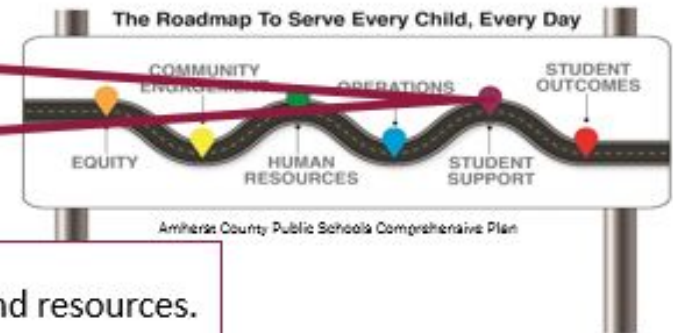 The Roadmap To Serve Every Child, Every Day
COMMUNITY
ENGAGEMENT
OPERATIONS
STUDENT
OUTCOMES
EQUITY
HUMAN
RESOURCES
STUDENT
SUPPORT
Amherst County Public Schools Comprehensive Plan
nd resources.